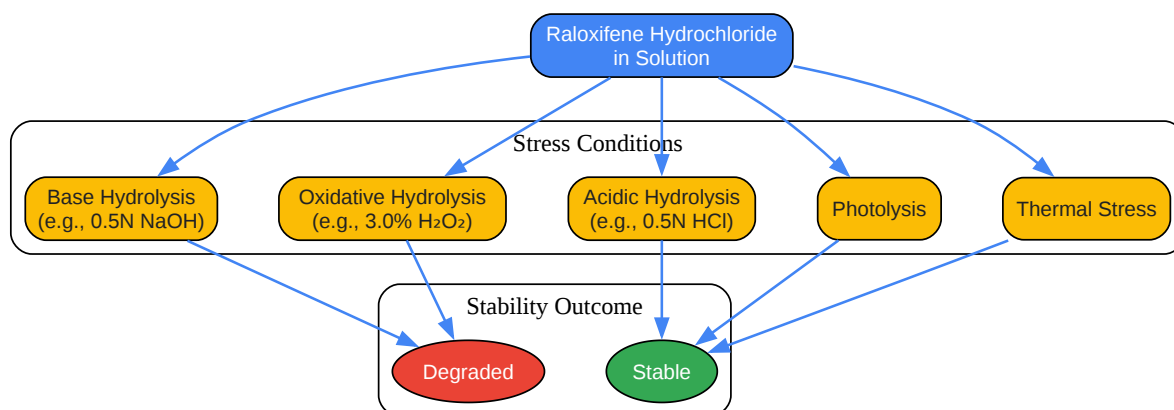 Raloxifene Hydrochloride
in Solution
Stress Conditions
Base Hydrolysis
(e.g., 0.5N NaOH)
Oxidative Hydrolysis
(e.g., 3.0% H₂O₂)
Acidic Hydrolysis
(e.g., 0.5N HCl)
Photolysis
Thermal Stress
Stability Outcome
Degraded
Stable